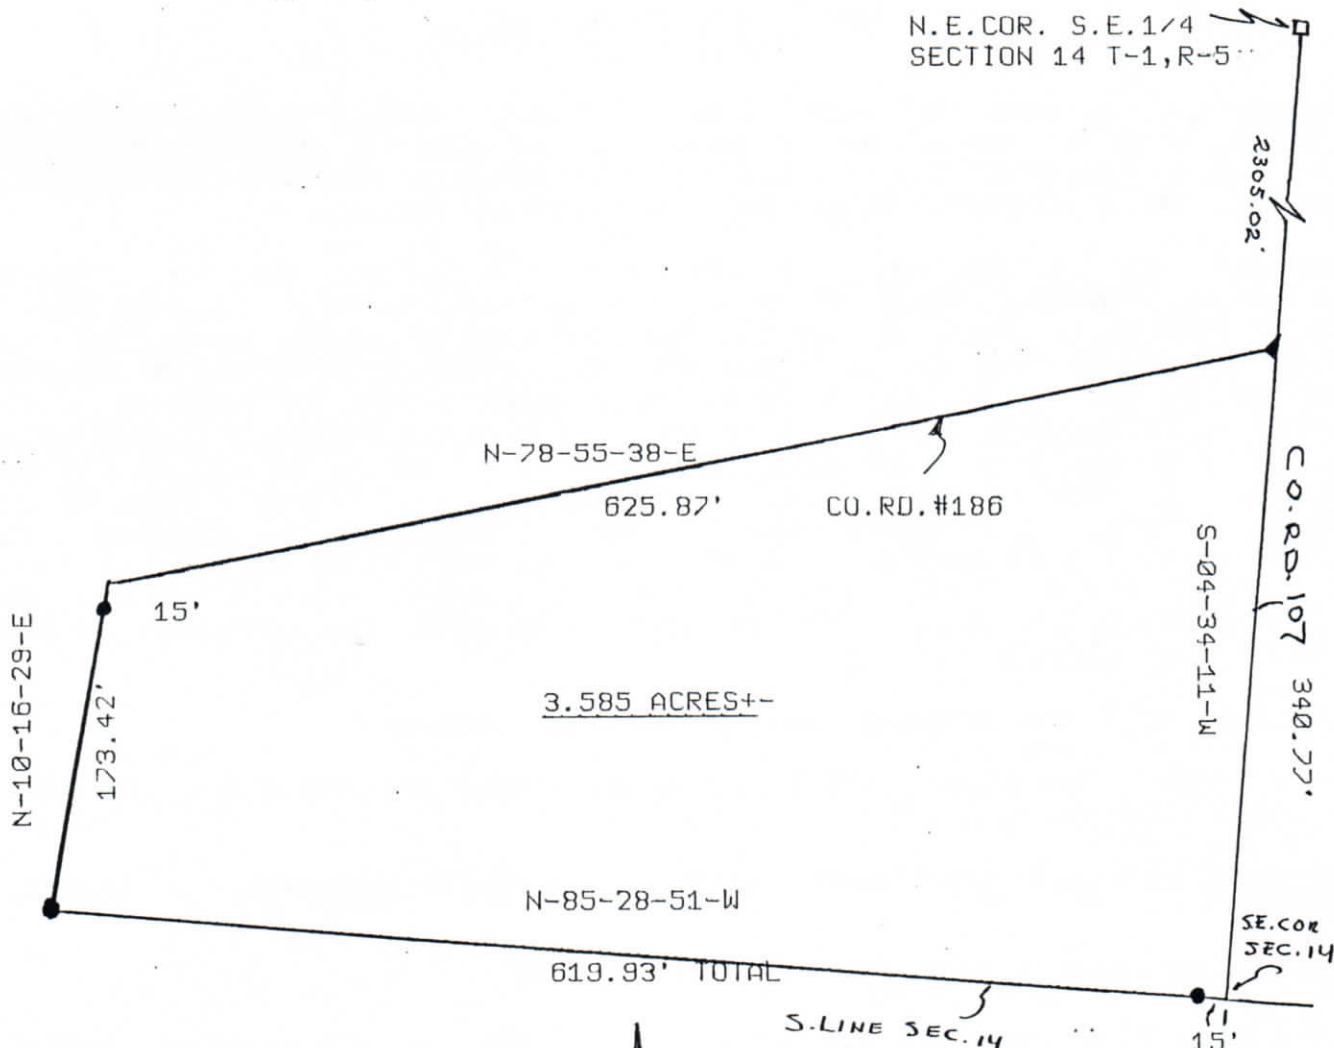 N.E.COR. S.E.1/4
SECTION 14 T-1,R-5
2305.02'
N-78-55-38-E
625.87'
CO.RD.#186
CO.RD.107
340.77'
S-04-34-11-W
15'
N-10-16-29-E
173.42'
3.585 ACRES+-
N-85-28-51-W
619.93' TOTAL
SE.COR
SEC.14
S.LINE SEC.14
15'